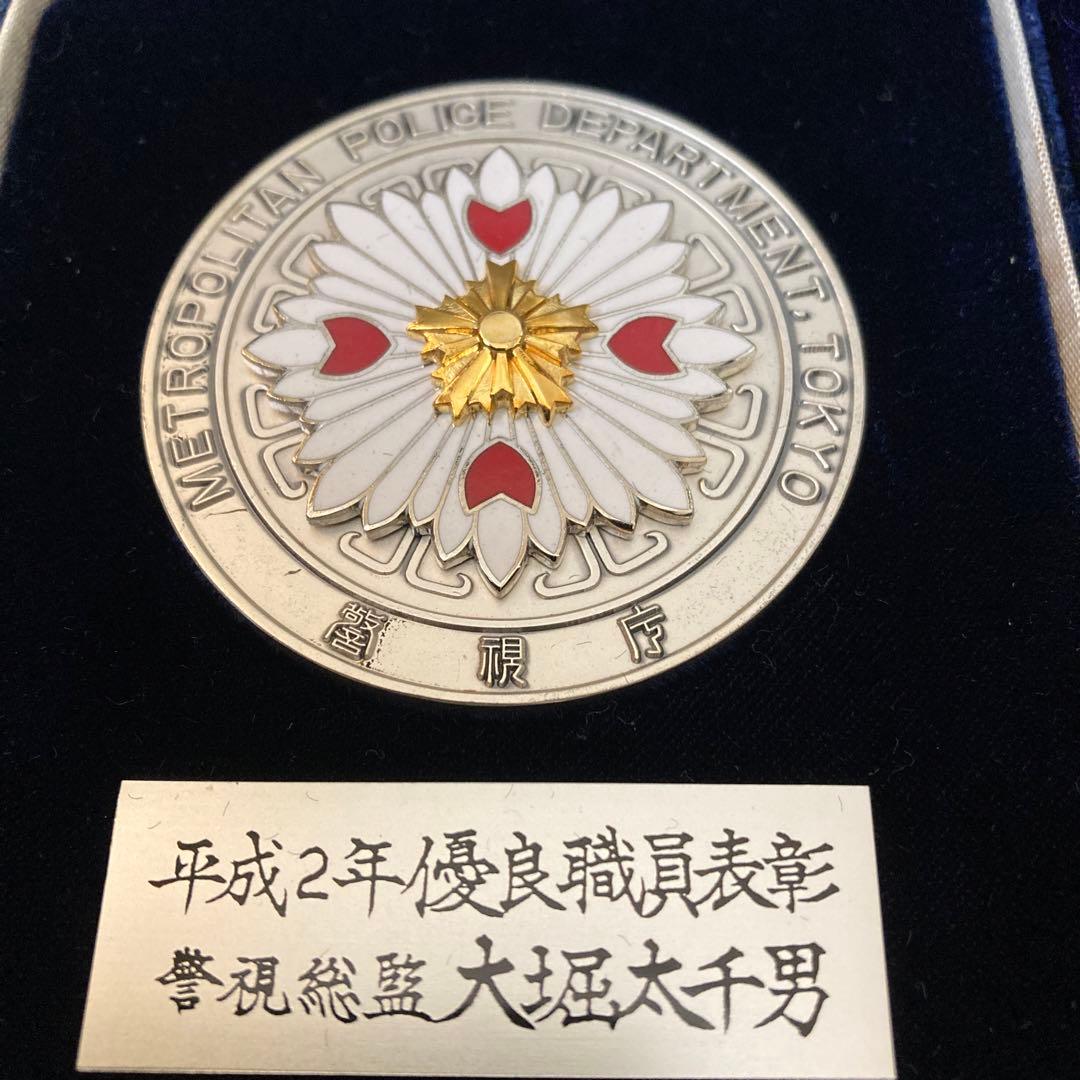 METROPOLITAN POLICE DEPARTMENT, TOKYO
警視庁
平成2年優良職員表彰
警視総監 大堀太千男